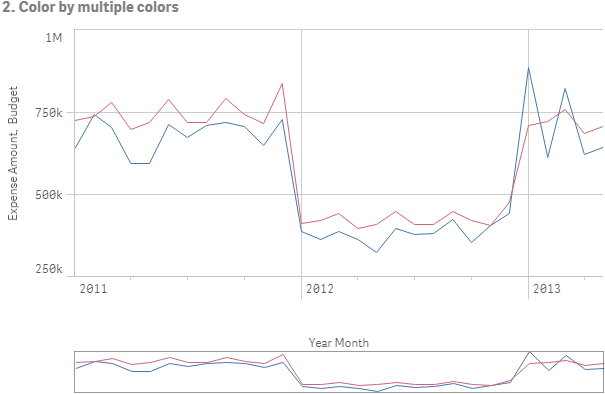 2. Color by multiple colors
1M
750k
500k
250k
Expense Amount, Budget
2011 2012 2013
Year Month